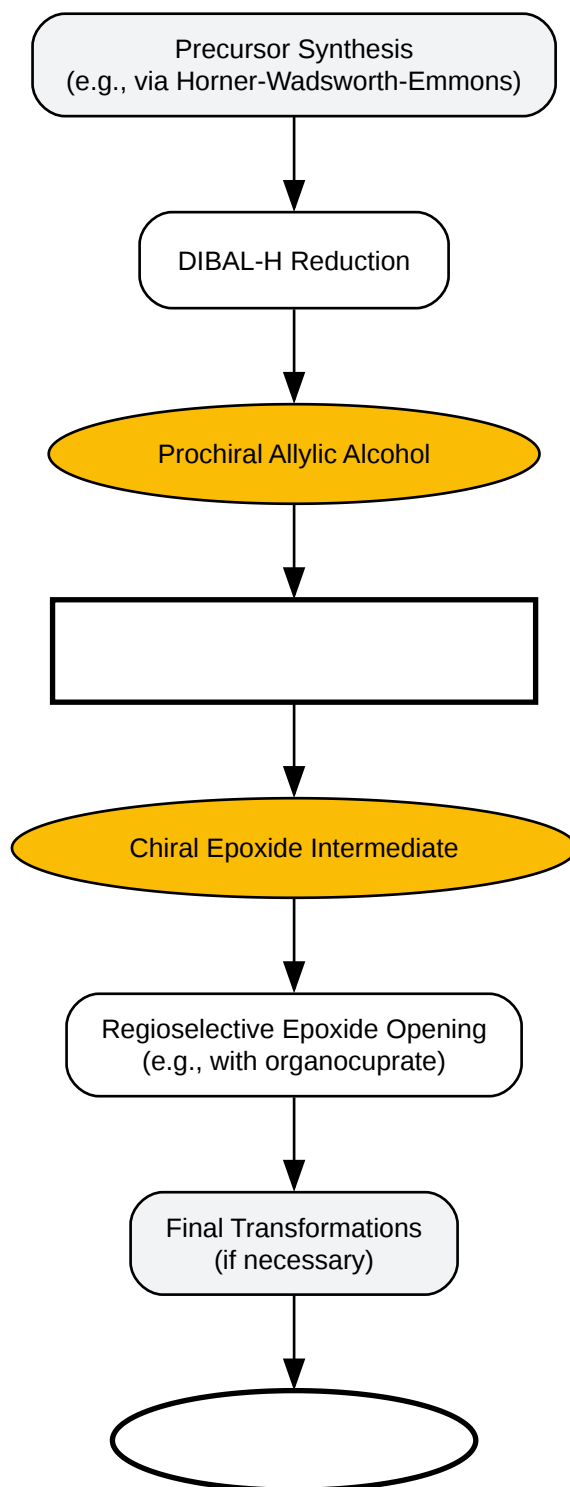 Precursor Synthesis
(e.g., via Horner-Wadsworth-Emmons)
DIBAL-H Reduction
Prochiral Allylic Alcohol
Chiral Epoxide Intermediate
Regioselective Epoxide Opening
(e.g., with organocuprate)
Final Transformations
(if necessary)